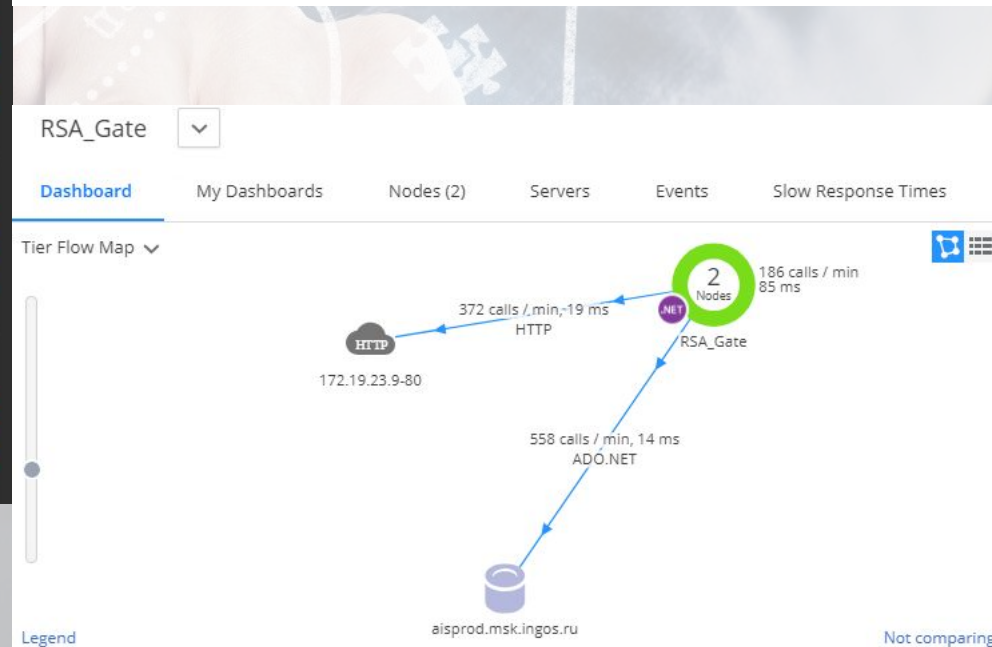 RSA_Gate
Dashboard My Dashboards Nodes (2) Servers Events Slow Response Times
Tier Flow Map
2
Nodes
186 calls / min
85 ms
.NET
RSA_Gate
372 calls / min, 19 ms
HTTP
HTTP
172.19.23.9-80
558 calls / min, 14 ms
ADO.NET
aisprod.msk.ingos.ru
Legend
Not comparing